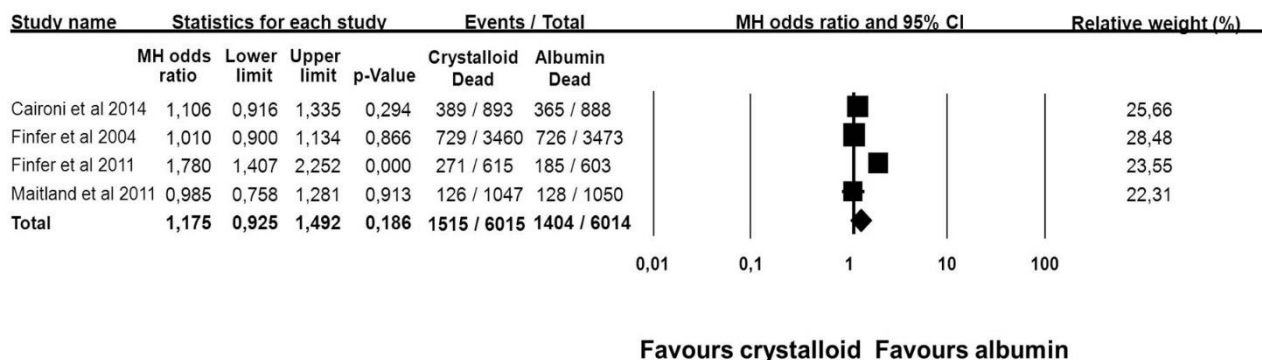 Study name Statistics for each study Events / Total MH odds ratio and 95% CI Relative weight (%)
MH odds Lower Upper Crystalloid Albumin
ratio limit limit p-Value Dead Dead
Caironi et al 2014 1,106 0,916 1,335 0,294 389 / 893 365 / 888 25,66
Finfer et al 2004 1,010 0,900 1,134 0,866 729 / 3460 726 / 3473 28,48
Finfer et al 2011 1,780 1,407 2,252 0,000 271 / 615 185 / 603 23,55
Maitland et al 2011 0,985 0,758 1,281 0,913 126 / 1047 128 / 1050 22,31
Total 1,175 0,925 1,492 0,186 1515 / 6015 1404 / 6014
0,01 0,1 1 10 100
Favours crystalloid Favours albumin